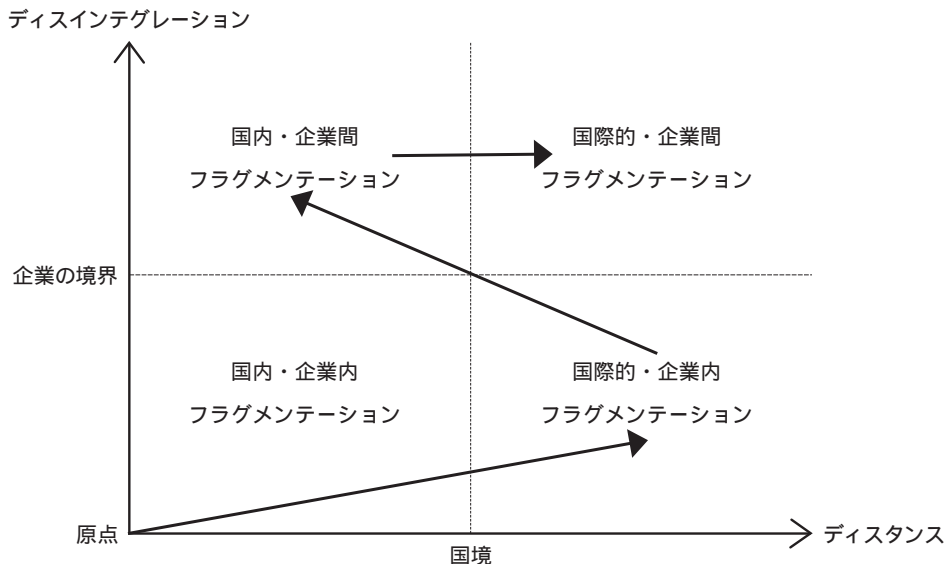 ディスインテグレーション
国内・企業間
フラグメンテーション
国際的・企業間
フラグメンテーション
企業の境界
国内・企業内
フラグメンテーション
国際的・企業内
フラグメンテーション
原点
国境
ディスタンス